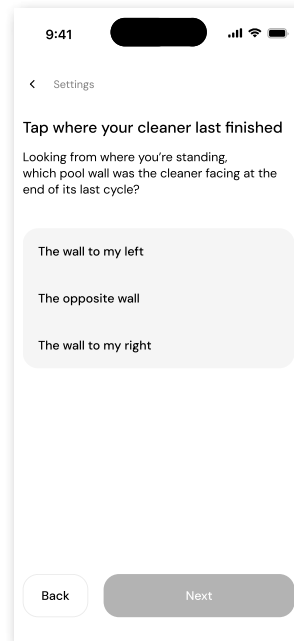 9:41
Settings
Tap where your cleaner last finished
Looking from where you’re standing,
which pool wall was the cleaner facing at the
end of its last cycle?
The wall to my left
The opposite wall
The wall to my right
Back
Next